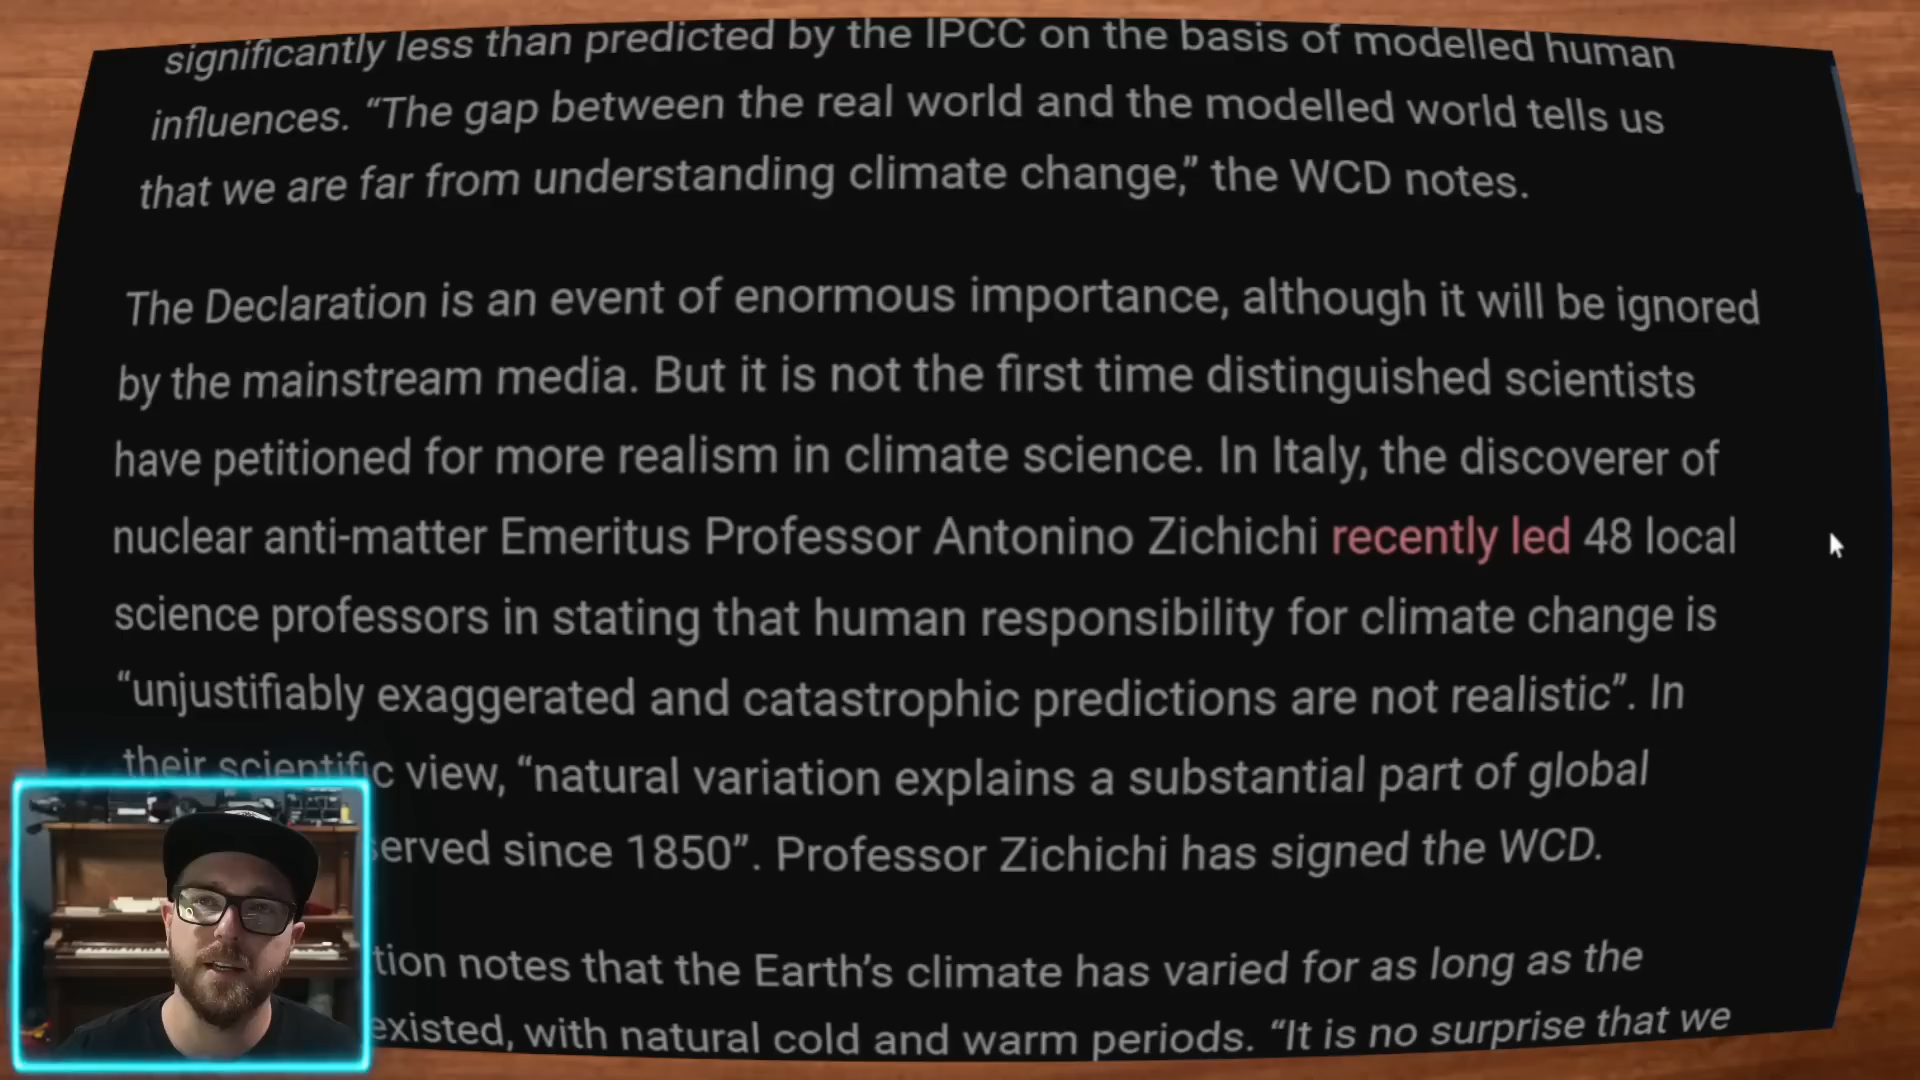 significantly less than predicted by the IPCC on the basis of modelled human
influences. “The gap between the real world and the modelled world tells us
that we are far from understanding climate change,” the WCD notes.
The Declaration is an event of enormous importance, although it will be ignored
by the mainstream media. But it is not the first time distinguished scientists
have petitioned for more realism in climate science. In Italy, the discoverer of
nuclear anti-matter Emeritus Professor Antonino Zichichi recently led 48 local
science professors in stating that human responsibility for climate change is
“unjustifiably exaggerated and catastrophic predictions are not realistic”. In
their scientific view, “natural variation explains a substantial part of global
served since 1850”. Professor Zichichi has signed the WCD.
tion notes that the Earth’s climate has varied for as long as the
existed, with natural cold and warm periods. “It is no surprise that we